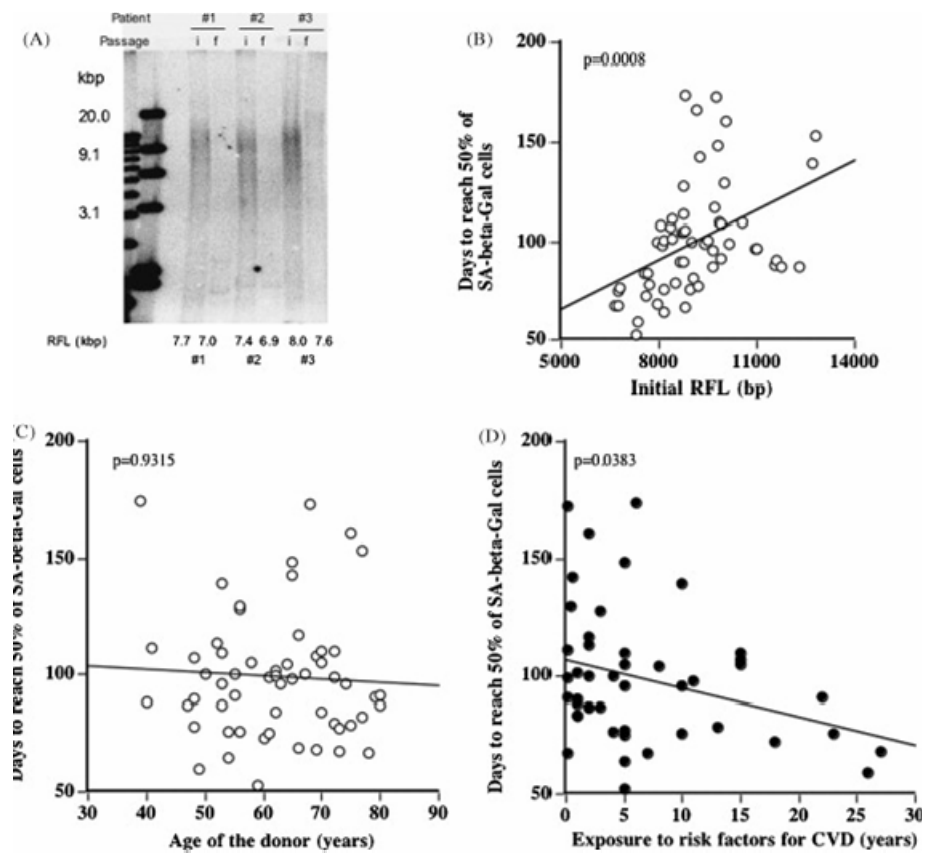 Patient #1 #2 #3
(A)
Passage i f i f i f
kbp
20.0
9.1
3.1
RFL (kbp) 7.7 7.0 7.4 6.9 8.0 7.6
#1 #2 #3
(B)
p=0.0008
Days to reach 50% of
SA-beta-Gal cells
200
150
100
50
5000 8000 11000 14000
Initial RFL (bp)
(C)
p=0.9315
Days to reach 50% of SA-beta-Gal cells
200
150
100
50
30 40 50 60 70 80 90
Age of the donor (years)
(D)
p=0.0383
Days to reach 50% of SA-beta-Gal cells
200
150
100
50
0 5 10 15 20 25 30
Exposure to risk factors for CVD (years)